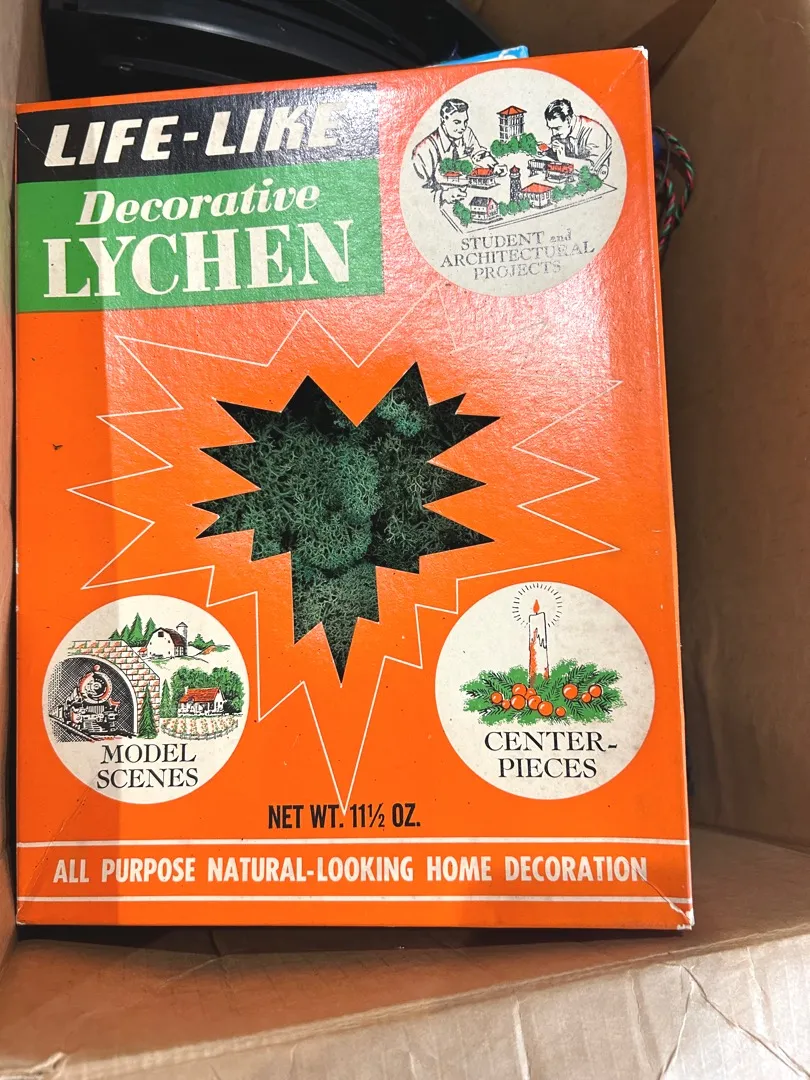 LIFE-LIKE
Decorative
LYCHEN
STUDENT and
ARCHITECTURAL
PROJECTS
MODEL
SCENES
CENTER-
PIECES
NET WT. 11½ OZ.
ALL PURPOSE NATURAL-LOOKING HOME DECORATION